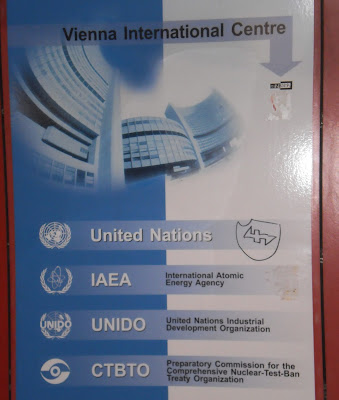 Vienna International Centre
United Nations
IAEA
International Atomic
Energy Agency
UNIDO
UNIDO
United Nations Industrial
Development Organization
CTBTO
Preparatory Commission for the
Comprehensive Nuclear-Test-Ban
Treaty Organization